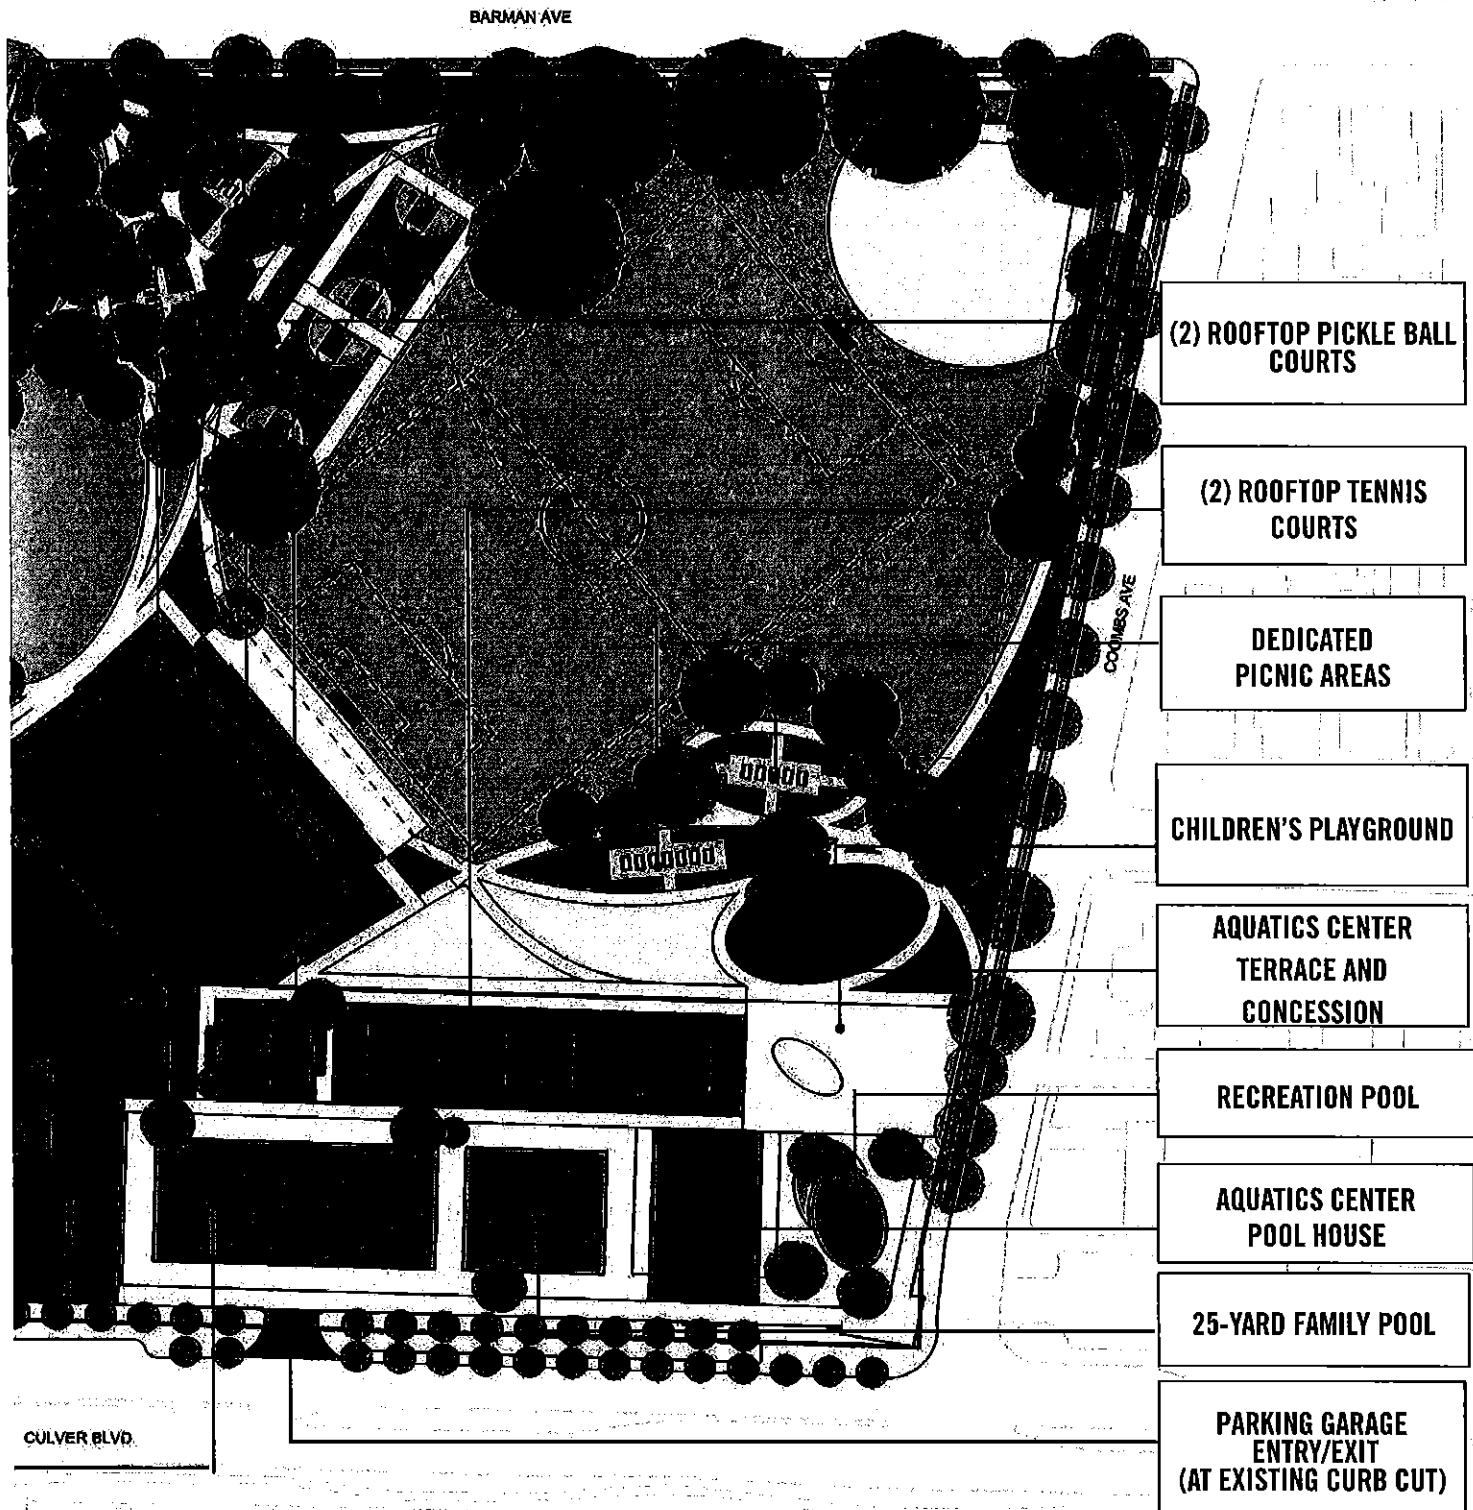 BARMAN AVE
(2) ROOFTOP PICKLE BALL
COURTS
(2) ROOFTOP TENNIS
COURTS
COOMBS AVE
DEDICATED
PICNIC AREAS
CHILDREN'S PLAYGROUND
AQUATICS CENTER
TERRACE AND
CONCESSION
RECREATION POOL
AQUATICS CENTER
POOL HOUSE
25-YARD FAMILY POOL
CULVER BLVD.
PARKING GARAGE
ENTRY/EXIT
(AT EXISTING CURB CUT)